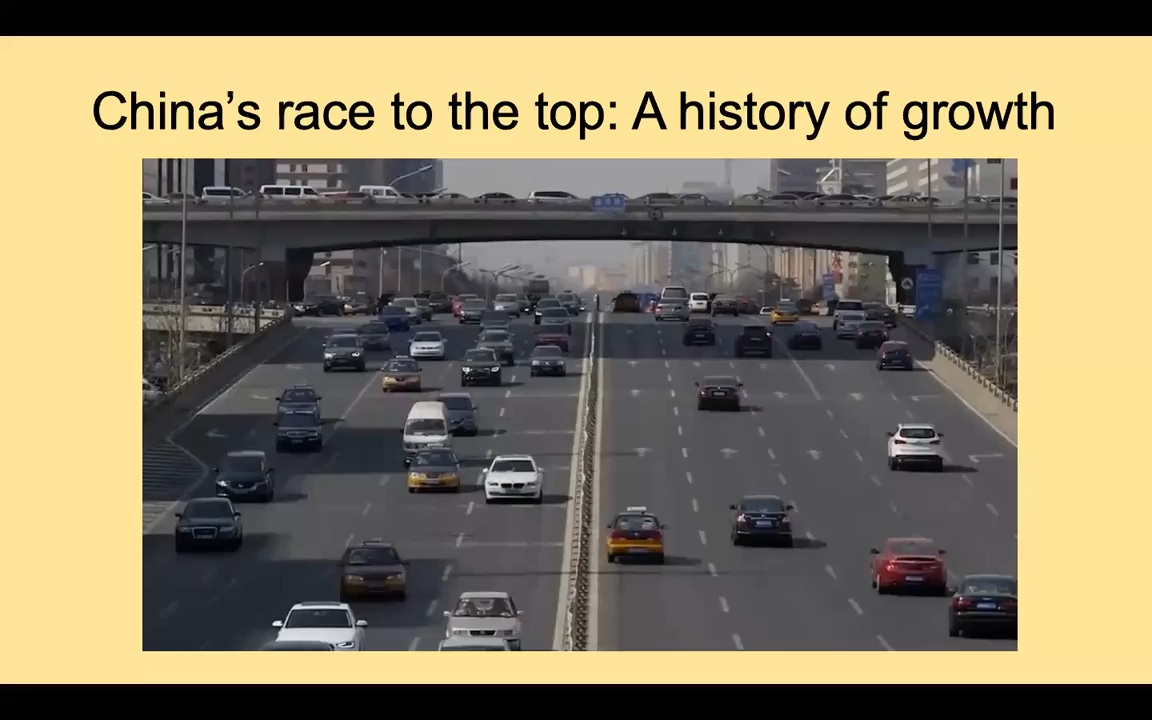 China’s race to the top: A history of growth